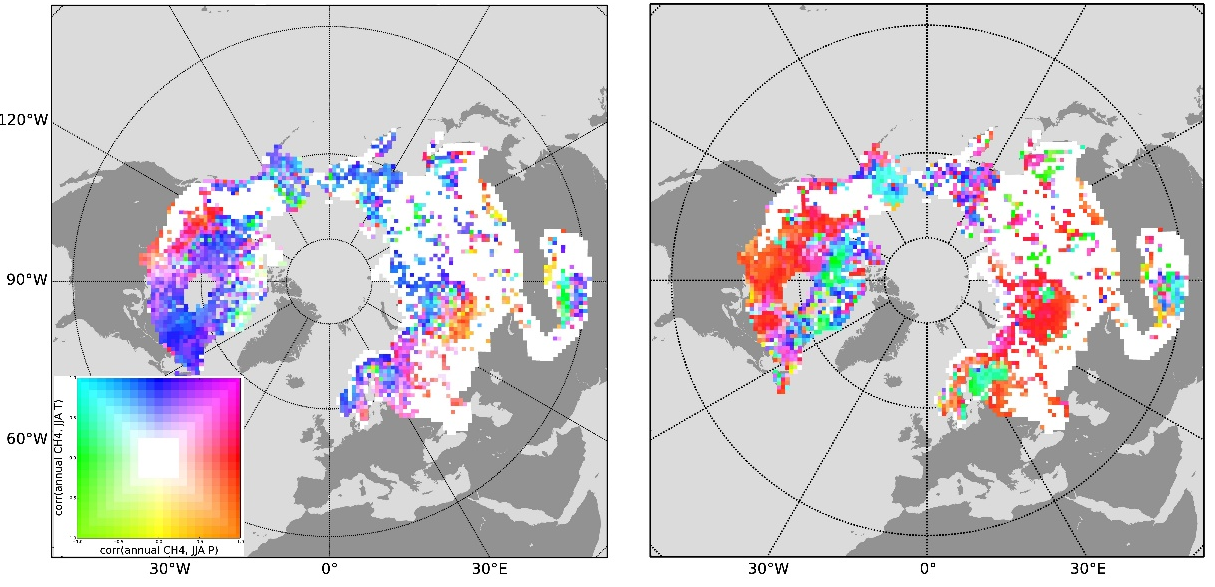 120°W
90°W
60°W
30°W 0° 30°E
30°W 0° 30°E
corr(annual CH4, JJA T)
corr(annual CH4, JJA P)